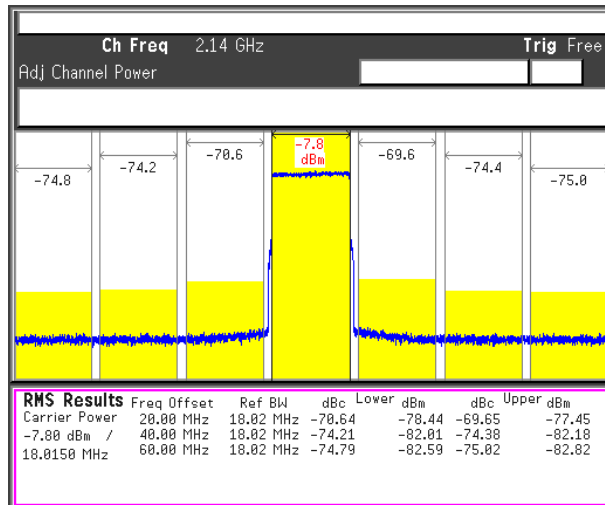 Ch Freq 2.14 GHz Trig Free
Adj Channel Power
-7.8
dBm
-70.6 -69.6
-74.2 -74.4
-74.8 -75.0
RMS Results Freq Offset Ref BW dBc Lower dBm dBc Upper dBm
Carrier Power 20.00 MHz 18.02 MHz -70.64 -78.44 -69.65 -77.45
-7.80 dBm / 40.00 MHz 18.02 MHz -74.21 -82.01 -74.38 -82.18
18.0150 MHz 60.00 MHz 18.02 MHz -74.79 -82.59 -75.02 -82.82